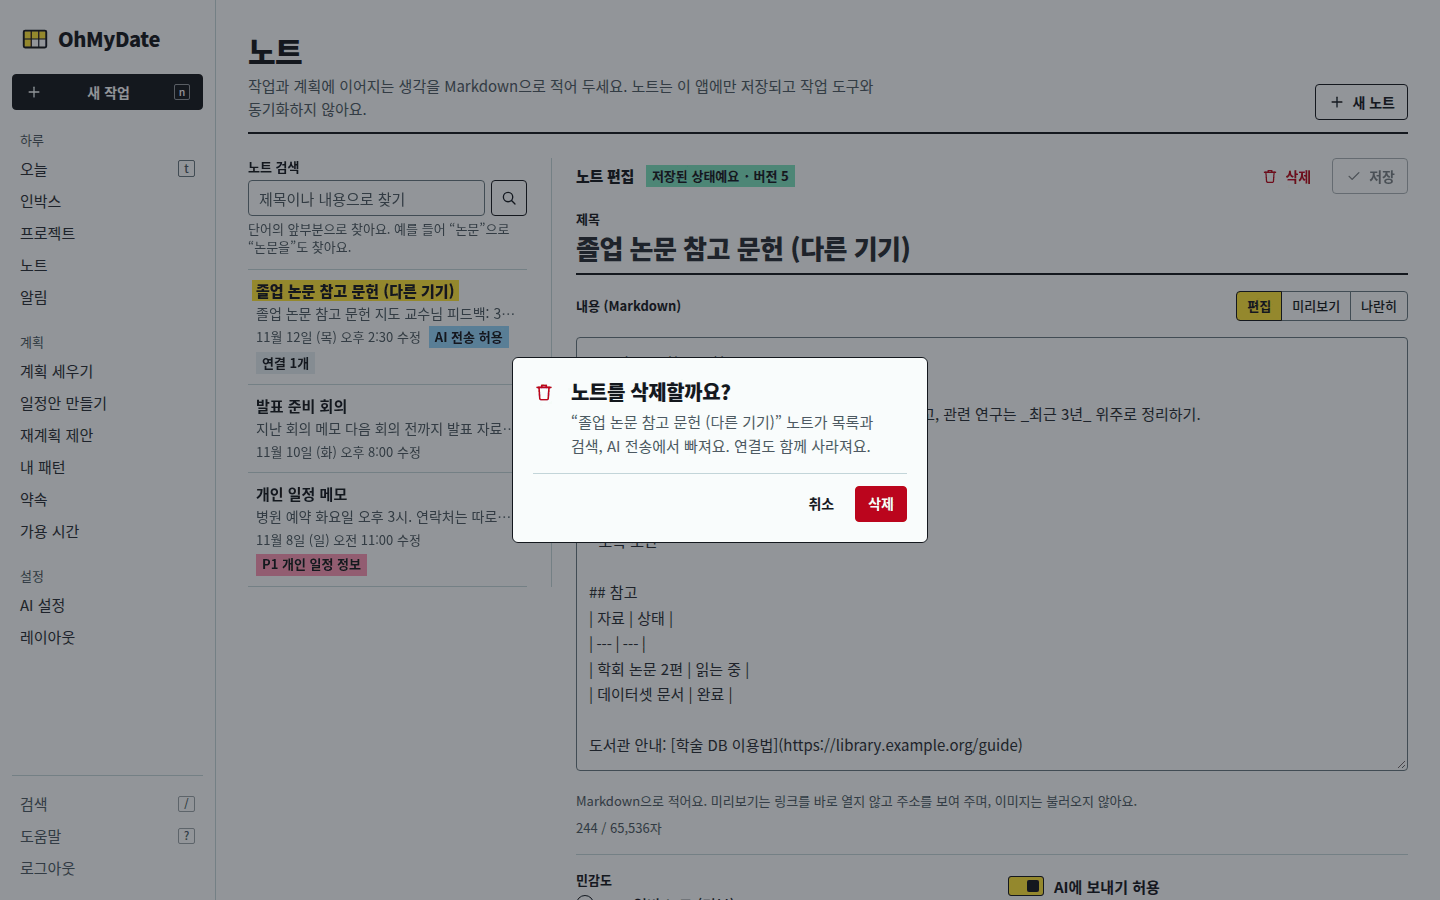 OhMyDate
새 작업
n
하루
오늘
t
인박스
프로젝트
노트
알림
계획
계획 세우기
일정안 만들기
재계획 제안
내 패턴
약속
가용 시간
설정
AI 설정
레이아웃
검색
/
도움말
?
로그아웃
노트
작업과 계획에 이어지는 생각을 Markdown으로 적어 두세요. 노트는 이 앱에만 저장되고 작업 도구와
동기화하지 않아요.
새 노트
노트 검색
제목이나 내용으로 찾기
단어의 앞부분으로 찾아요. 예를 들어 “논문”으로
“논문을”도 찾아요.
졸업 논문 참고 문헌 (다른 기기)
졸업 논문 참고 문헌 지도 교수님 피드백: 3…
11월 12일 (목) 오후 2:30 수정
AI 전송 허용
연결 1개
발표 준비 회의
지난 회의 메모 다음 회의 전까지 발표 자료…
11월 10일 (화) 오후 8:00 수정
개인 일정 메모
병원 예약 화요일 오후 3시. 연락처는 따로…
11월 8일 (일) 오전 11:00 수정
P1 개인 일정 정보
노트 편집
저장된 상태예요 · 버전 5
삭제
저장
제목
졸업 논문 참고 문헌 (다른 기기)
내용 (Markdown)
편집
미리보기
나란히
, 관련 연구는 _최근 3년_ 위주로 정리하기.
## 참고
| 자료 | 상태 |
| --- | --- |
| 학회 논문 2편 | 읽는 중 |
| 데이터셋 문서 | 완료 |
도서관 안내: [학술 DB 이용법](https://library.example.org/guide)
Markdown으로 적어요. 미리보기는 링크를 바로 열지 않고 주소를 보여 주며, 이미지는 불러오지 않아요.
244 / 65,536자
민감도
AI에 보내기 허용
노트를 삭제할까요?
“졸업 논문 참고 문헌 (다른 기기)” 노트가 목록과
검색, AI 전송에서 빠져요. 연결도 함께 사라져요.
취소
삭제